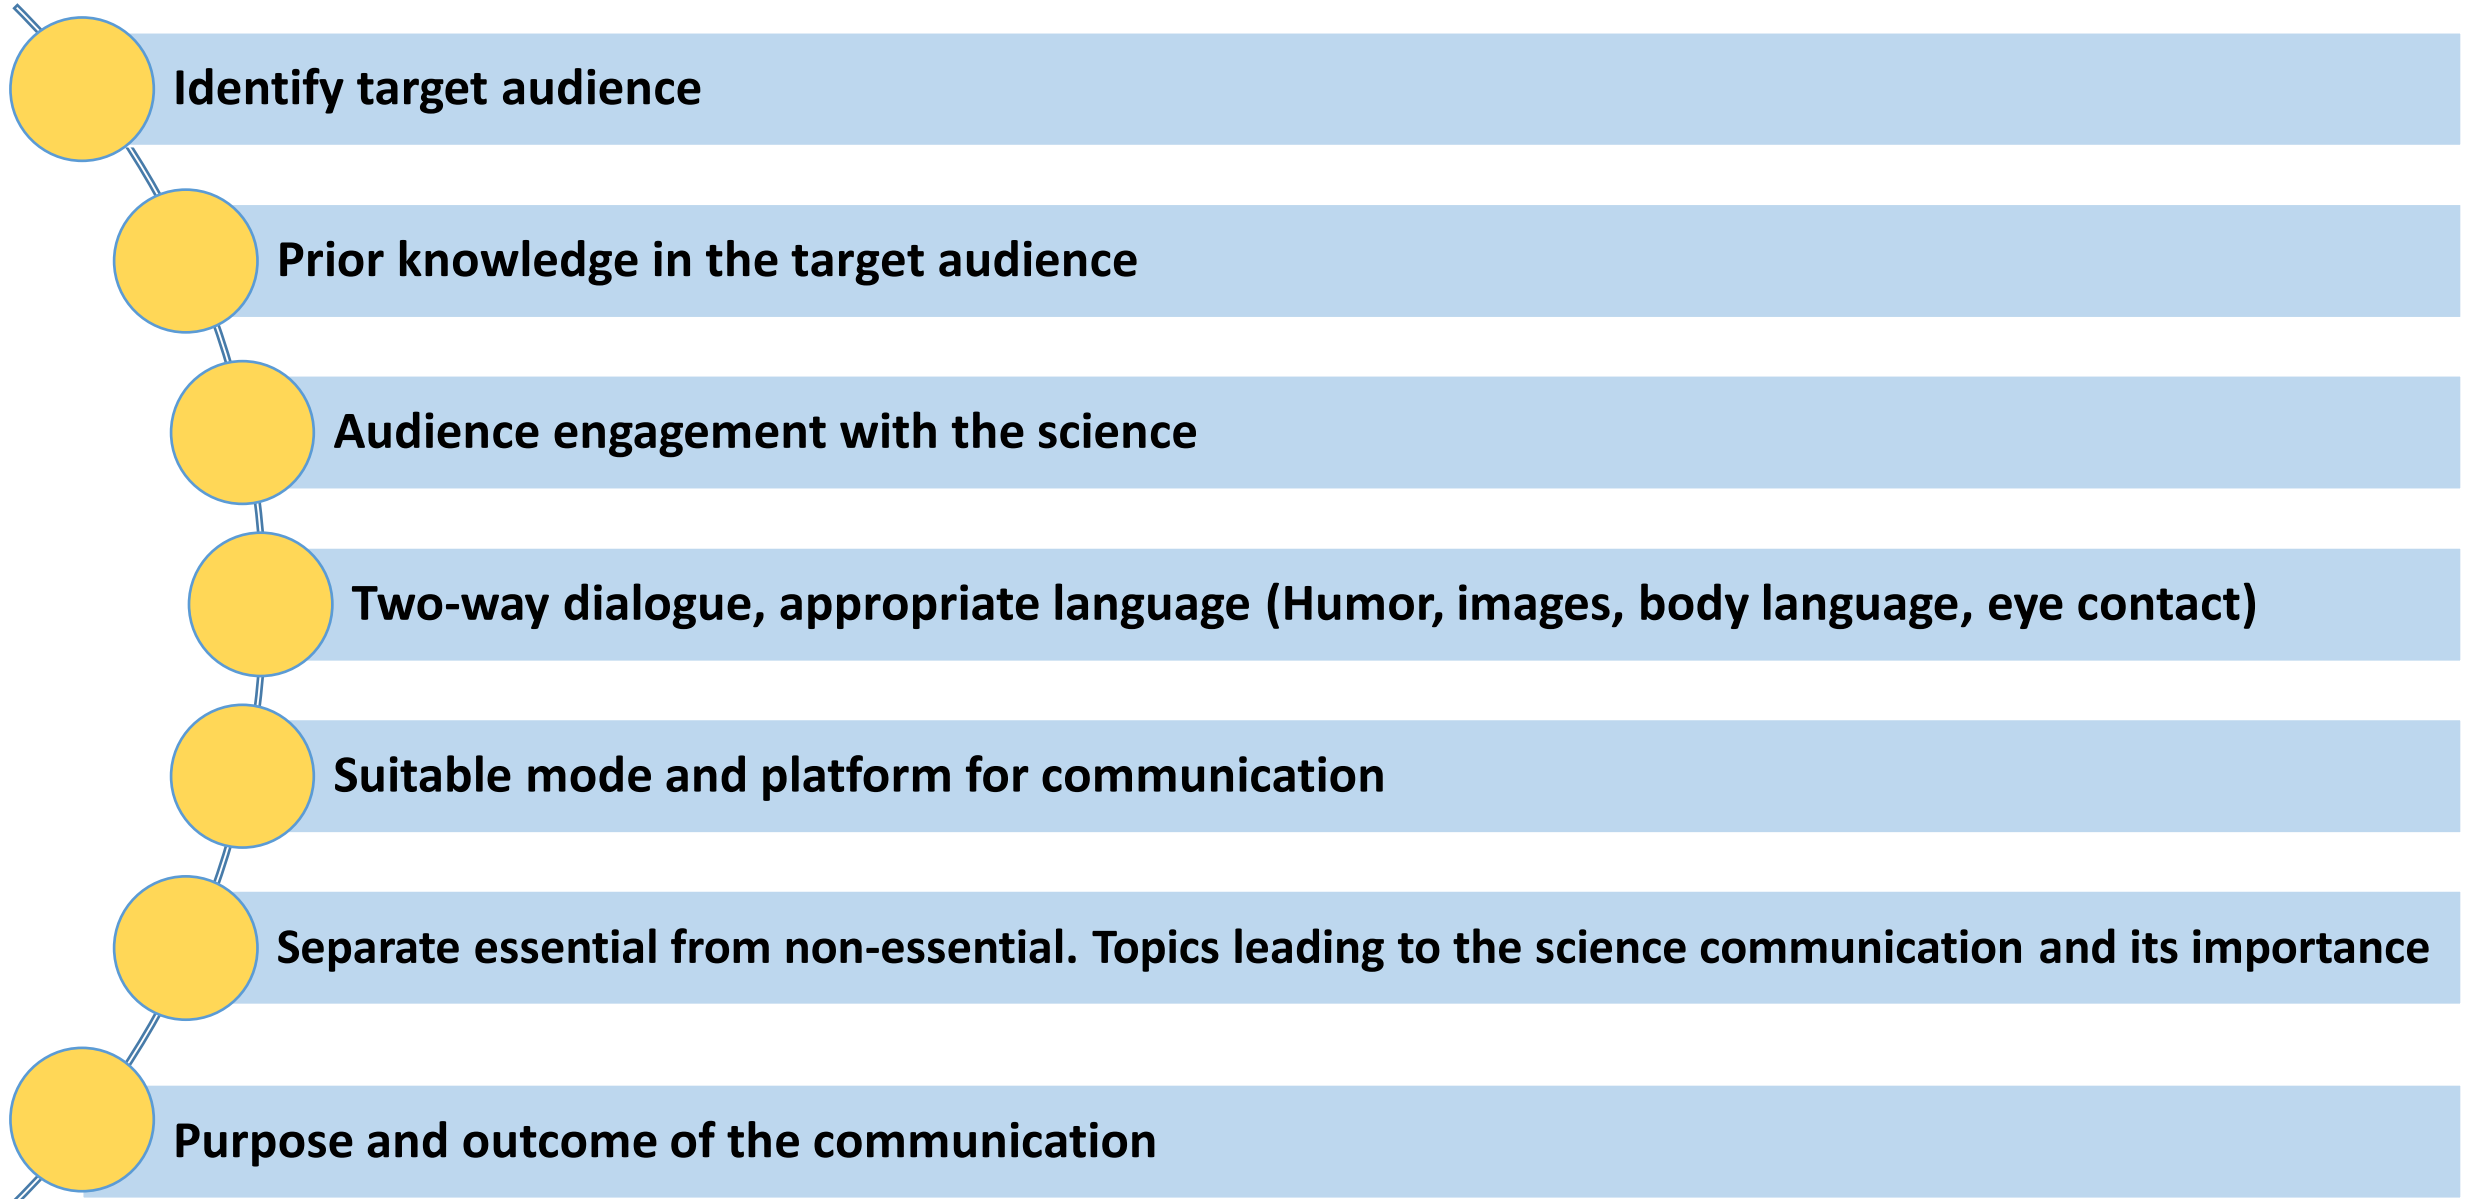 Identify target audience
Prior knowledge in the target audience
Audience engagement with the science
Two-way dialogue, appropriate language (Humor, images, body language, eye contact)
Suitable mode and platform for communication
Separate essential from non-essential. Topics leading to the science communication and its importance
Purpose and outcome of the communication